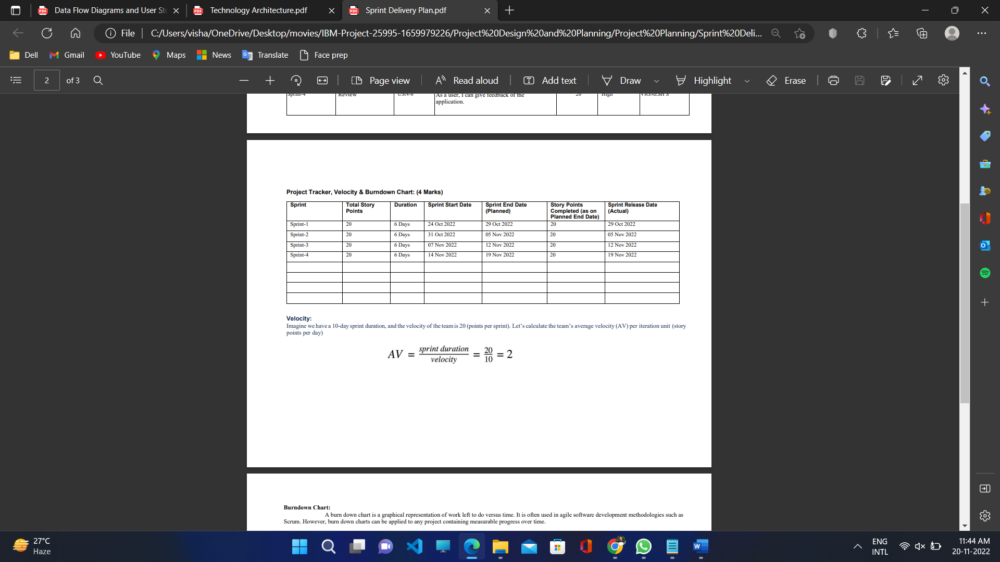 Data Flow Diagrams and User St
Technology Architecture.pdf
Sprint Delivery Plan.pdf
File
C:/Users/visha/OneDrive/Desktop/movies/IBM-Project-25995-1659979226/Project%20Design%20and%20Planning/Project%20Planning/Sprint%20Deli...
Dell
Gmail
YouTube
Maps
News
Translate
Face prep
2 of 3
Page view
Read aloud
Add text
Draw
Highlight
Erase
Sprint-4 Review USN-8 As a user, I can give feedback of the 20 High VIGNESH S
application.
Project Tracker, Velocity & Burndown Chart: (4 Marks)
Sprint Total Story Duration Sprint Start Date Sprint End Date Story Points Sprint Release Date
Points (Planned) Completed (as on (Actual)
Planned End Date)
Sprint-1 20 6 Days 24 Oct 2022 29 Oct 2022 20 29 Oct 2022
Sprint-2 20 6 Days 31 Oct 2022 05 Nov 2022 20 05 Nov 2022
Sprint-3 20 6 Days 07 Nov 2022 12 Nov 2022 20 12 Nov 2022
Sprint-4 20 6 Days 14 Nov 2022 19 Nov 2022 20 19 Nov 2022
Velocity:
Imagine we have a 10-day sprint duration, and the velocity of the team is 20 (points per sprint). Let's calculate the team's average velocity (AV) per iteration unit (story
points per day)
AV = sprint duration / velocity = 20 / 10 = 2
Burndown Chart:
A burn down chart is a graphical representation of work left to do versus time. It is often used in agile software development methodologies such as
Scrum. However, burn down charts can be applied to any project containing measurable progress over time.
27°C
Haze
ENG
INTL
11:44 AM
20-11-2022